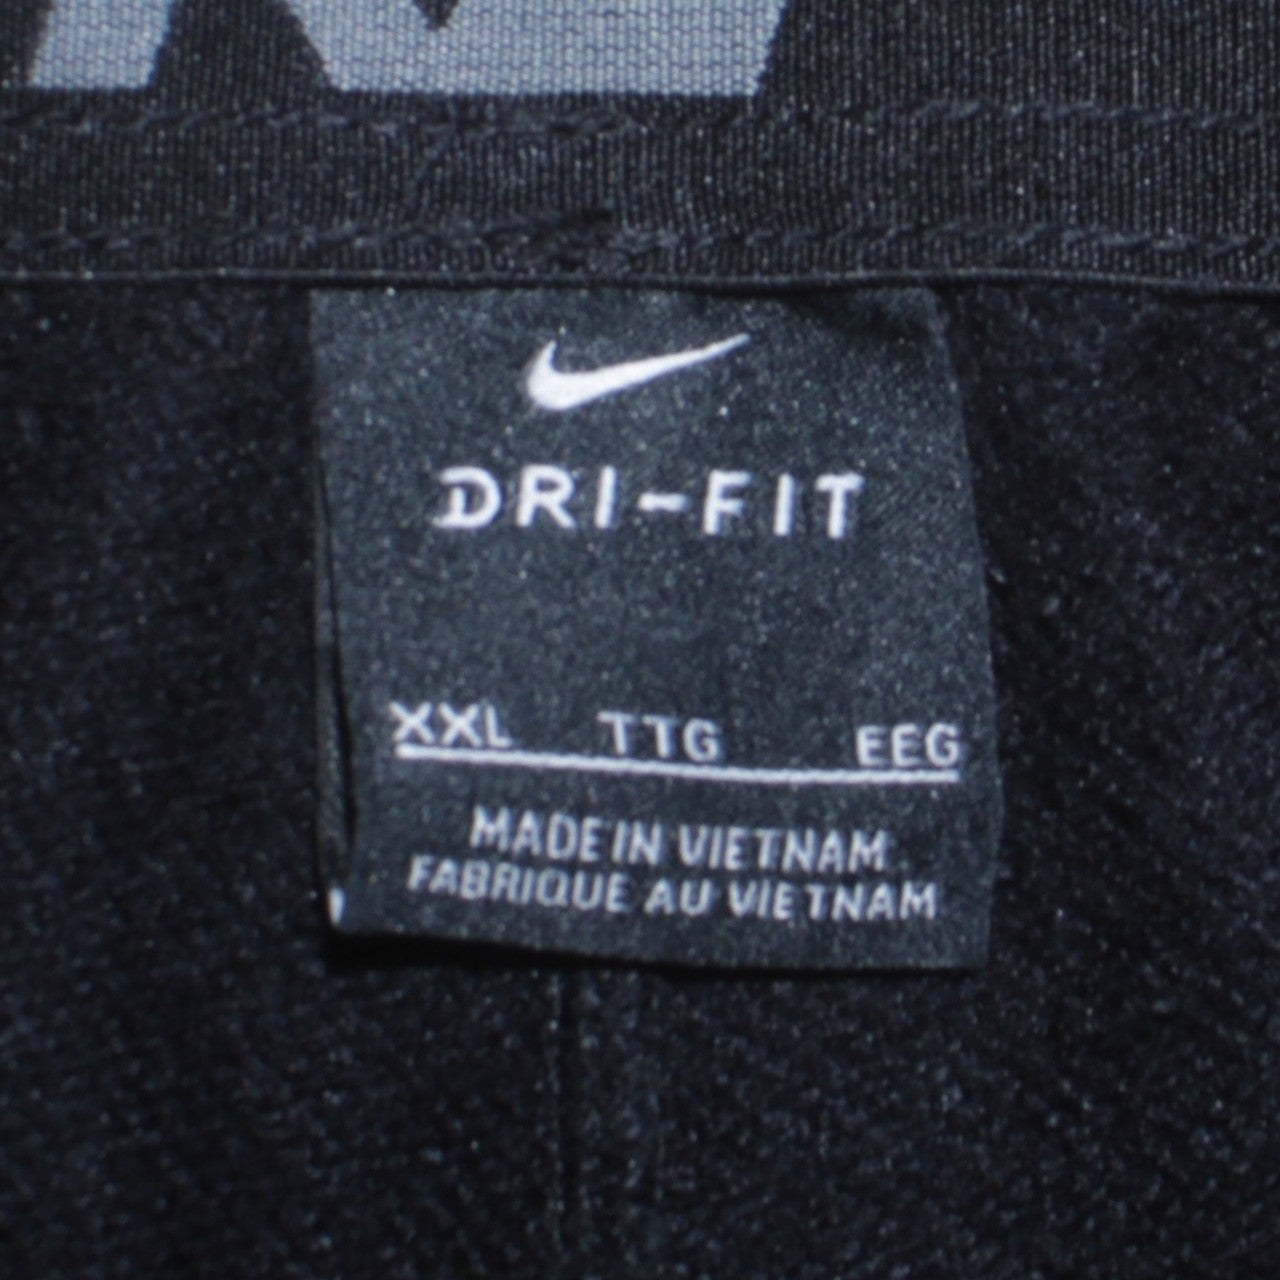 DRI-FIT
XXL TTG EEG
MADE IN VIETNAM
FABRIQUE AU VIETNAM